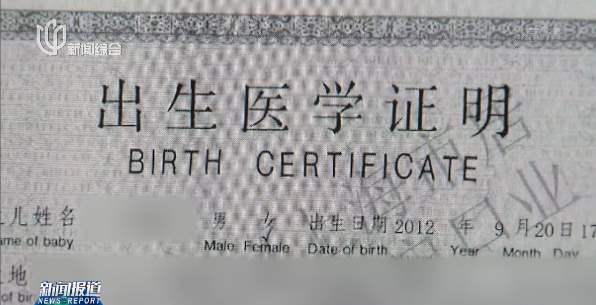 新闻综合
出生医学证明
BIRTH CERTIFICATE
儿姓名 男 女 出生日期 2012 年 9 月 20 日 17
ame of baby Male Female Date of birth Year Month Day
地
新闻报道
NEWS·REPORT